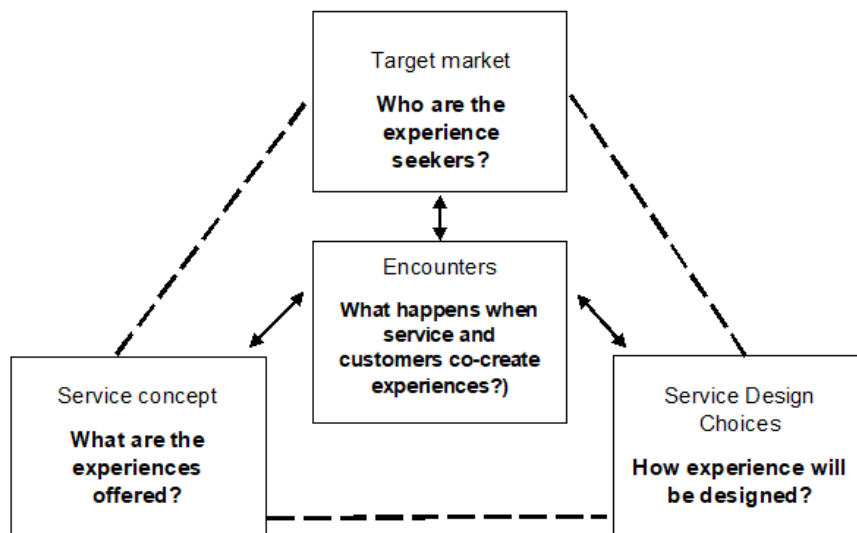 Target market
Who are the
experience
seekers?
Encounters
What happens when
service and
customers co-create
experiences?)
Service concept
What are the
experiences
offered?
Service Design
Choices
How experience will
be designed?